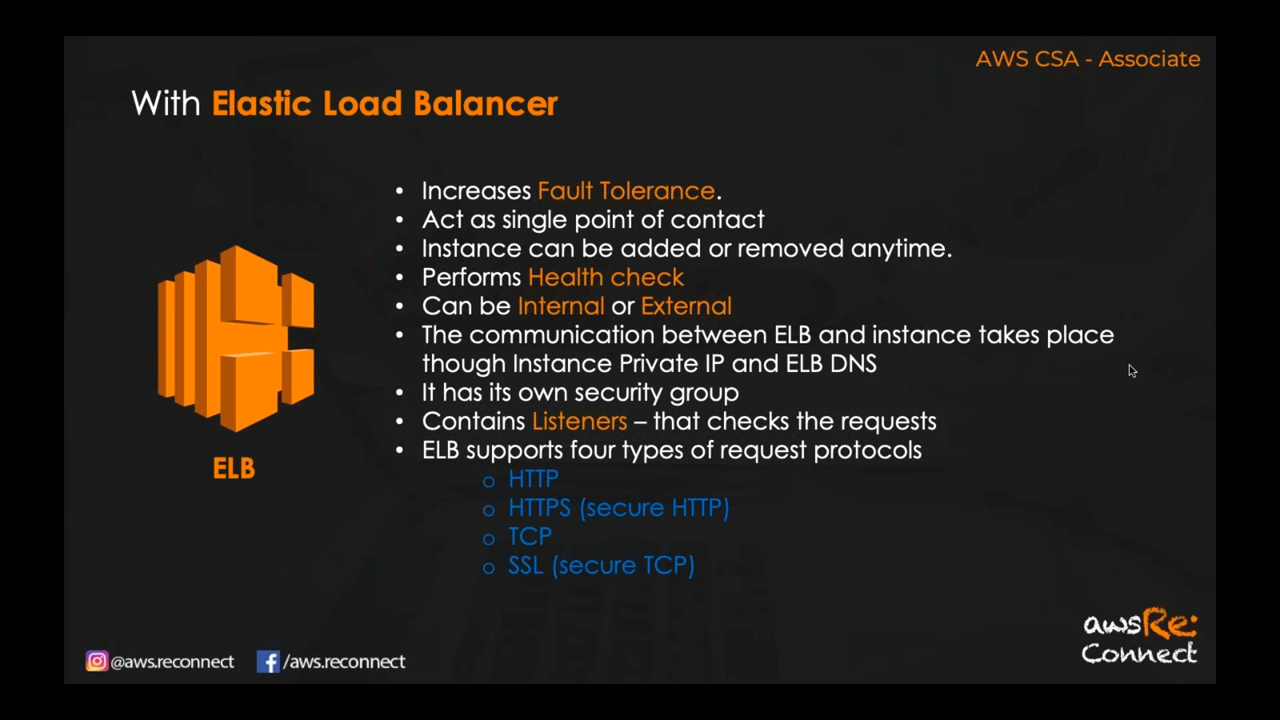 AWS CSA - Associate
With Elastic Load Balancer
• Increases Fault Tolerance.
• Act as single point of contact
• Instance can be added or removed anytime.
• Performs Health check
• Can be Internal or External
• The communication between ELB and instance takes place
though Instance Private IP and ELB DNS
• It has its own security group
• Contains Listeners – that checks the requests
• ELB supports four types of request protocols
o HTTP
o HTTPS (secure HTTP)
o TCP
o SSL (secure TCP)
ELB
awsRe:
Connect
@aws.reconnect
/aws.reconnect